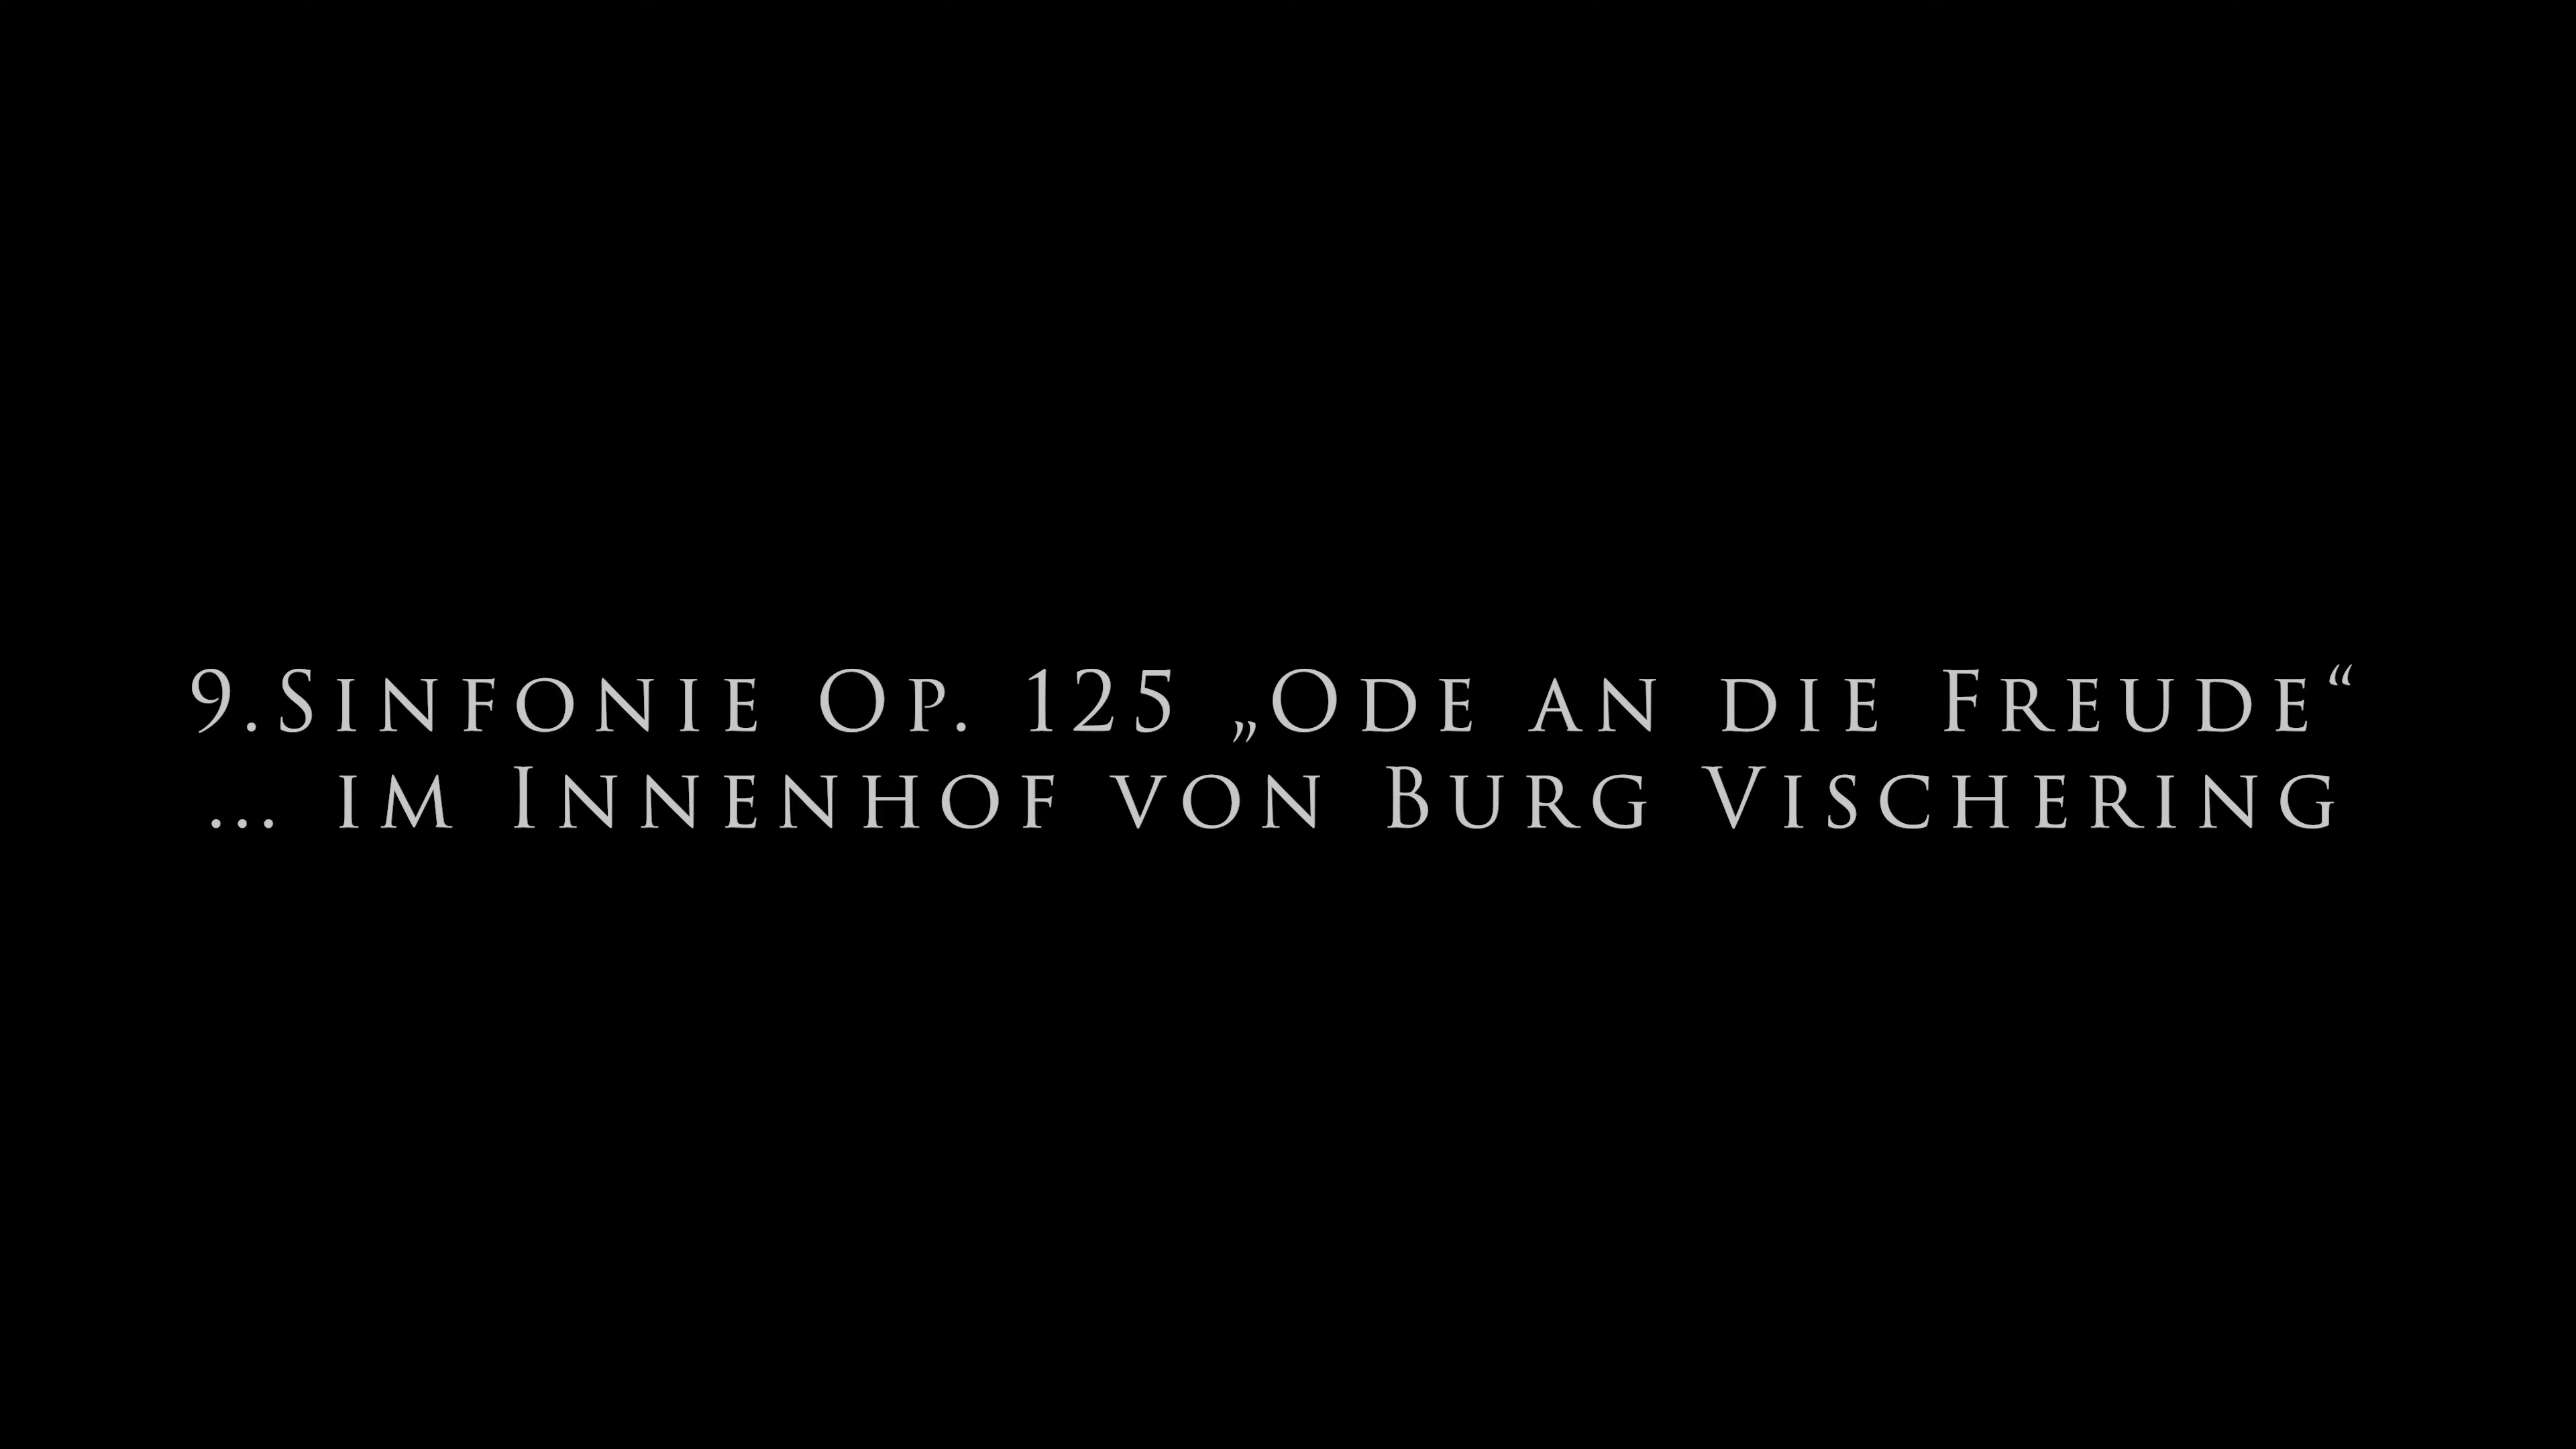 9.Sinfonie Op. 125 „Ode an die Freude“
... im Innenhof von Burg Vischering